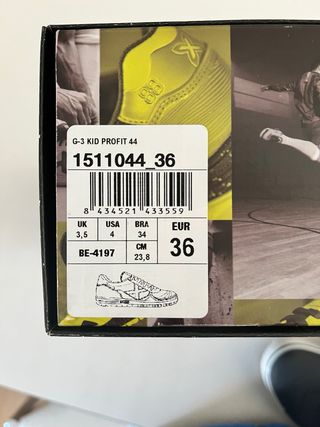 G-3 KID PROFIT 44
1511044_36
8 434521 433559
UK USA BRA EUR
3,5 4 34 36
BE-4197 CM
23,8